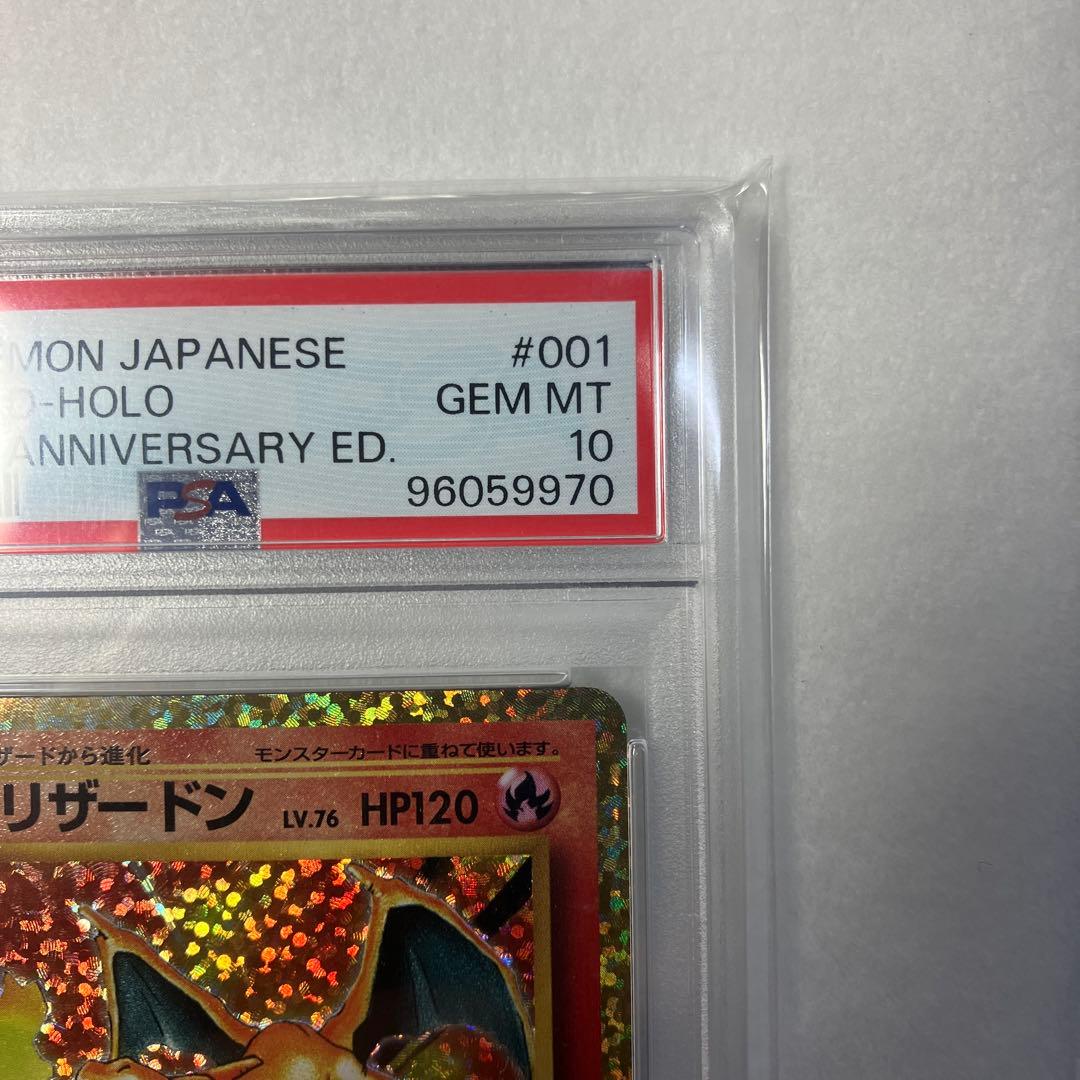 MON JAPANESE #001
-HOLO GEM MT
ANNIVERSARY ED. 10
PSA 96059970
ザードから進化 モンスターカードに重ねて使います。
リザードン LV.76 HP120